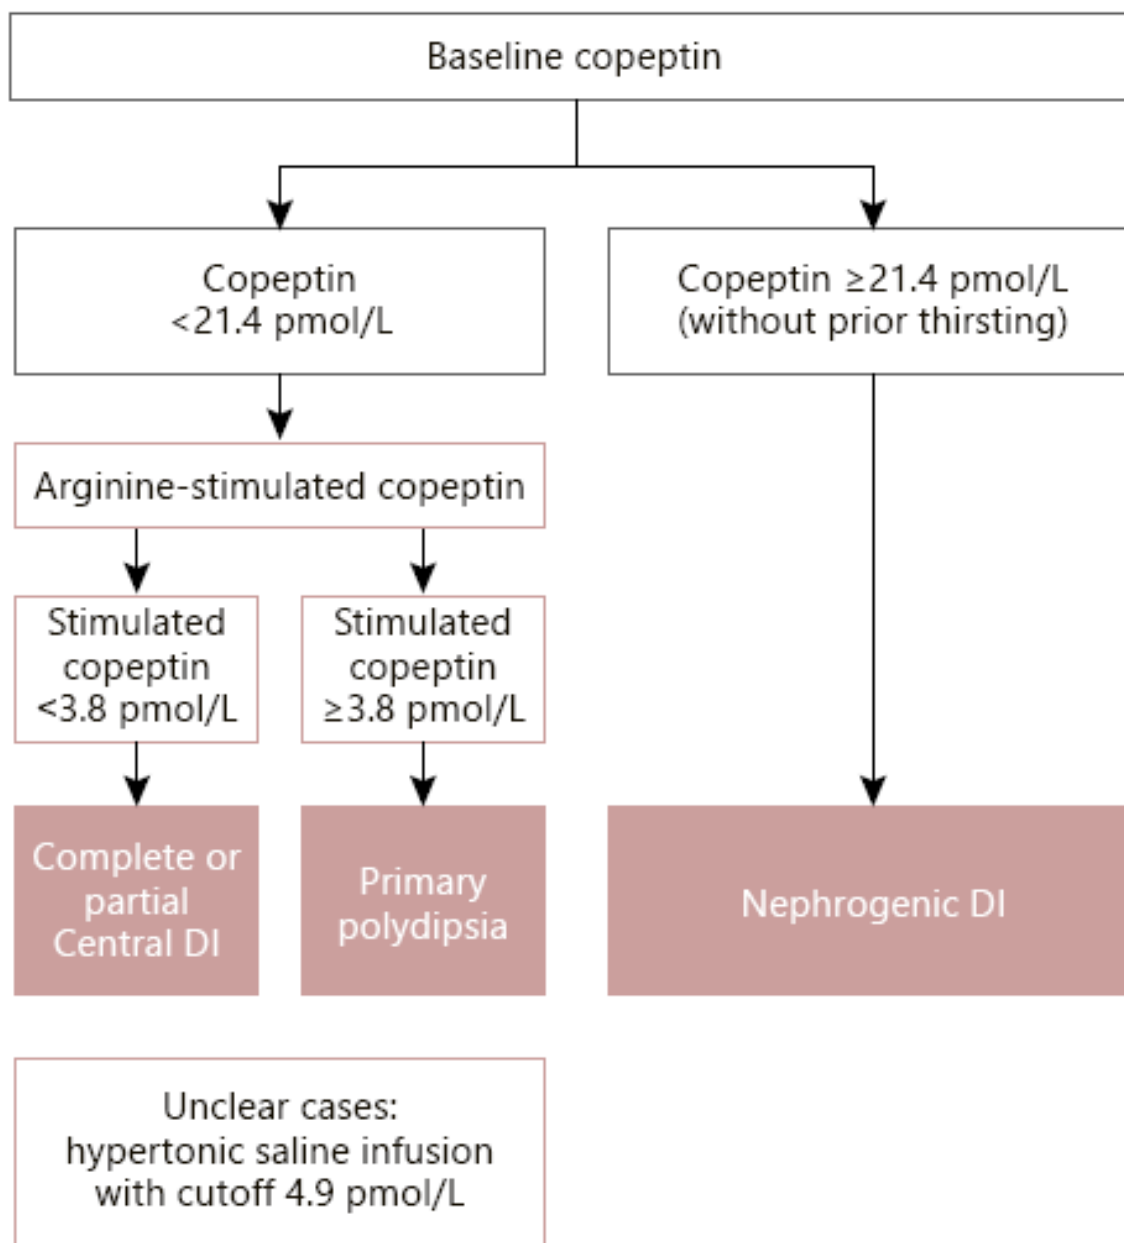 Baseline copeptin
Copeptin
<21.4 pmol/L
Copeptin ≥21.4 pmol/L
(without prior thirsting)
Arginine-stimulated copeptin
Stimulated
copeptin
<3.8 pmol/L
Stimulated
copeptin
≥3.8 pmol/L
Complete or
partial
Central DI
Primary
polydipsia
Nephrogenic DI
Unclear cases:
hypertonic saline infusion
with cutoff 4.9 pmol/L